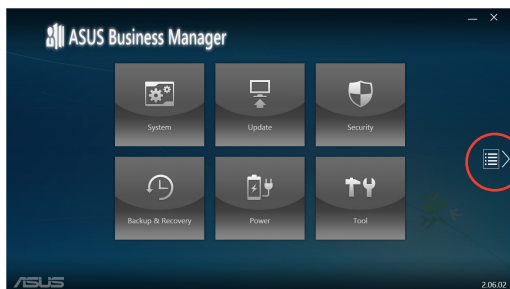 ASUS Business Manager
System
Update
Security
Backup & Recovery
Power
Tool
ASUS
2.06.02